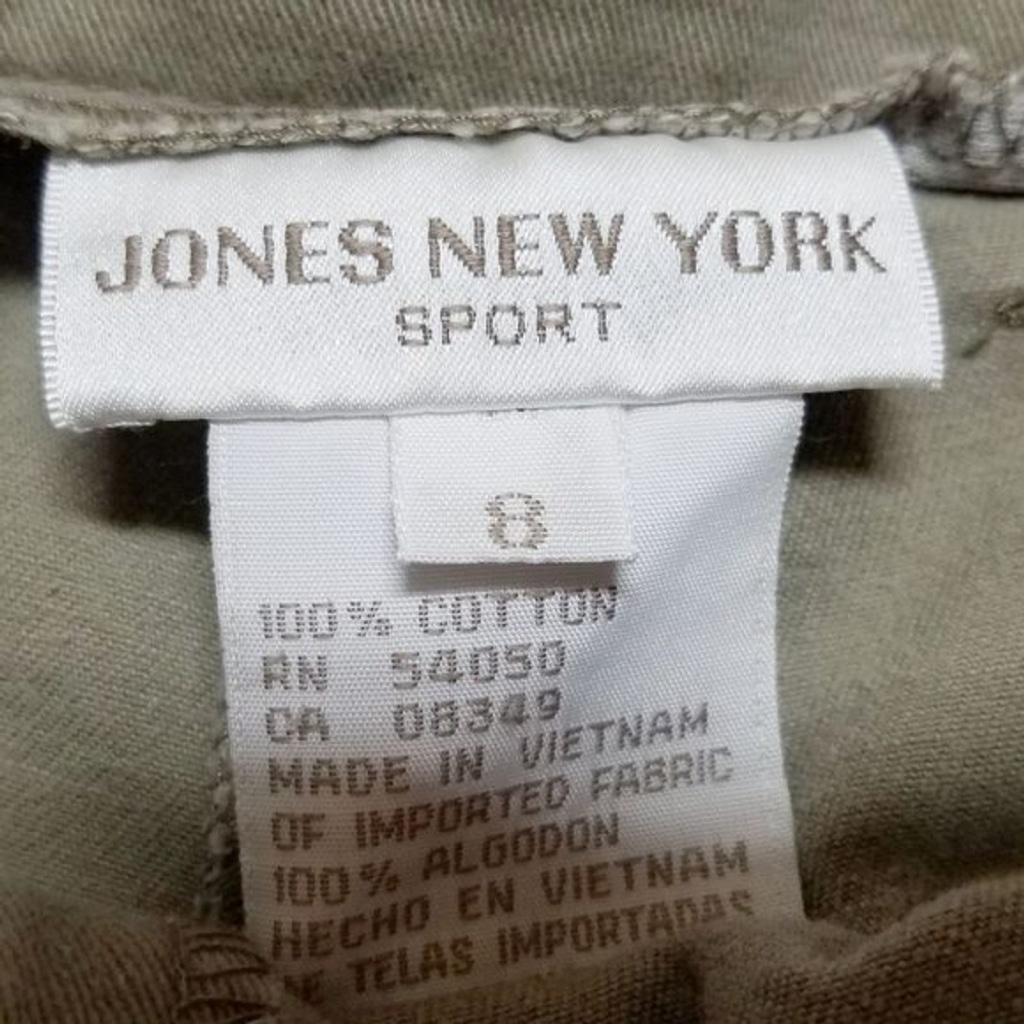 JONES NEW YORK
SPORT
8
100% COTTON
RN 54050
CA 08349
MADE IN VIETNAM
OF IMPORTED FABRIC
100% ALGODON
HECHO EN VIETNAM
DE TELAS IMPORTADAS